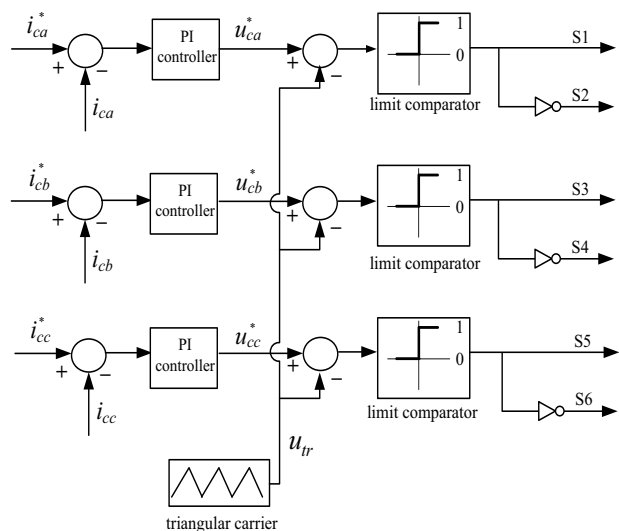 i*ca
PI
controller
u*ca
+
−
+
−
1
0
S1
S2
limit comparator
ica
i*cb
PI
controller
u*cb
+
−
+
−
1
0
S3
S4
limit comparator
icb
i*cc
PI
controller
u*cc
+
−
+
−
1
0
S5
S6
limit comparator
icc
utr
triangular carrier